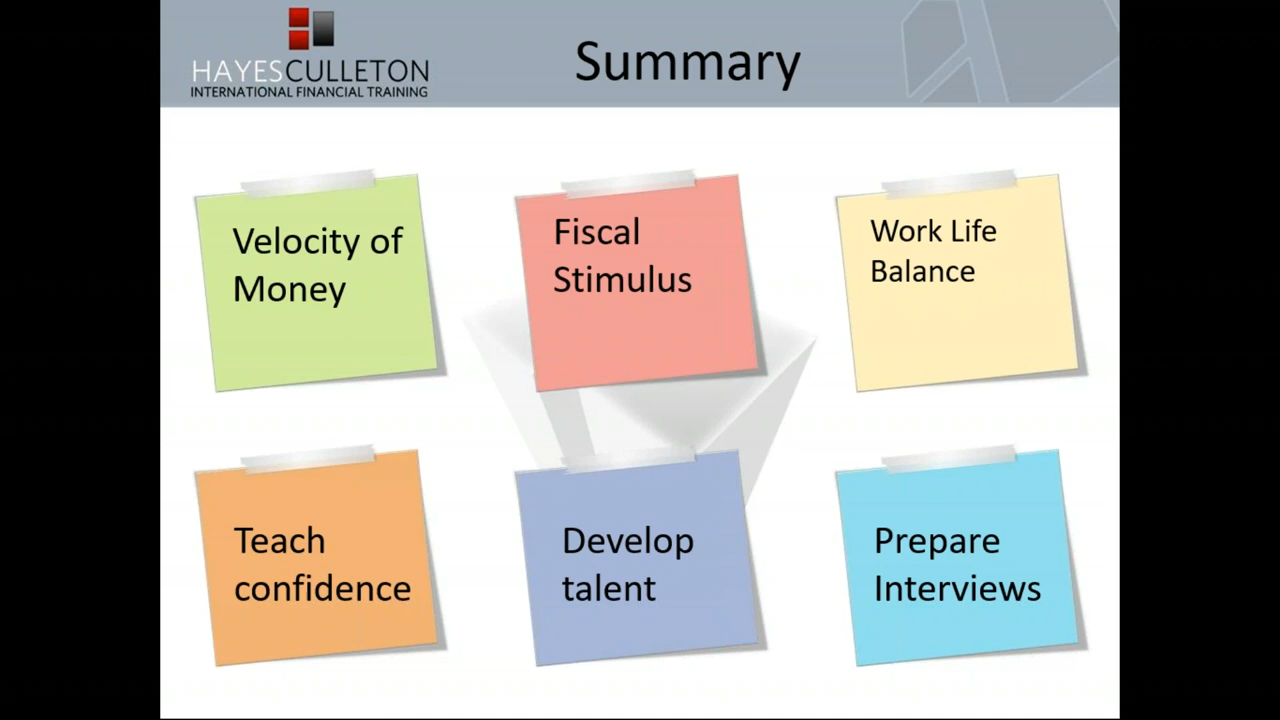 HAYESCULLETON
INTERNATIONAL FINANCIAL TRAINING
Summary
Velocity of
Money
Fiscal
Stimulus
Work Life
Balance
Teach
confidence
Develop
talent
Prepare
Interviews